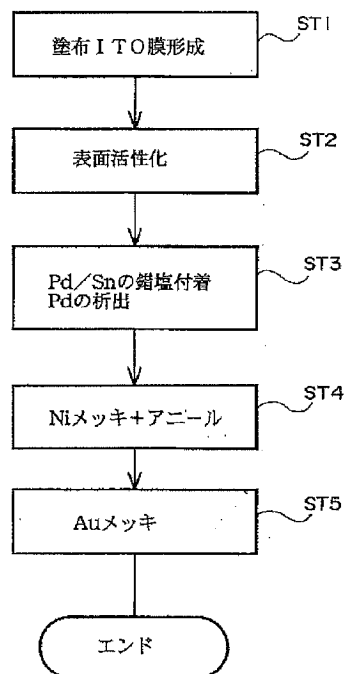 塗布ITO膜形成
ST1
表面活性化
ST2
Pd/Snの錯塩付着
Pdの析出
ST3
Niメッキ+アニール
ST4
Auメッキ
ST5
エンド